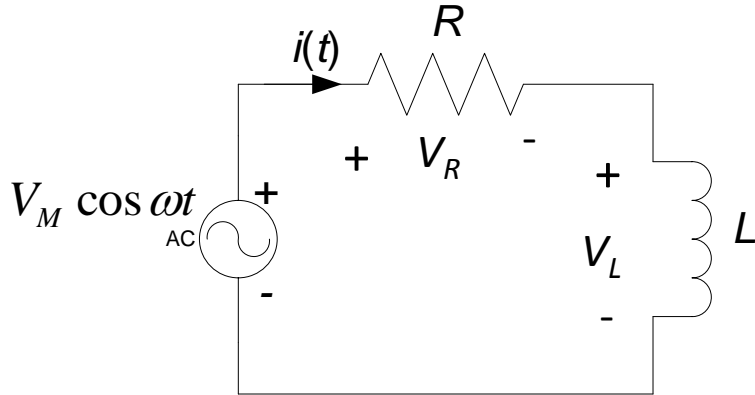 R
i(t)
+ V_R -
V_M cos ωt
+
AC
-
+
V_L
-
L